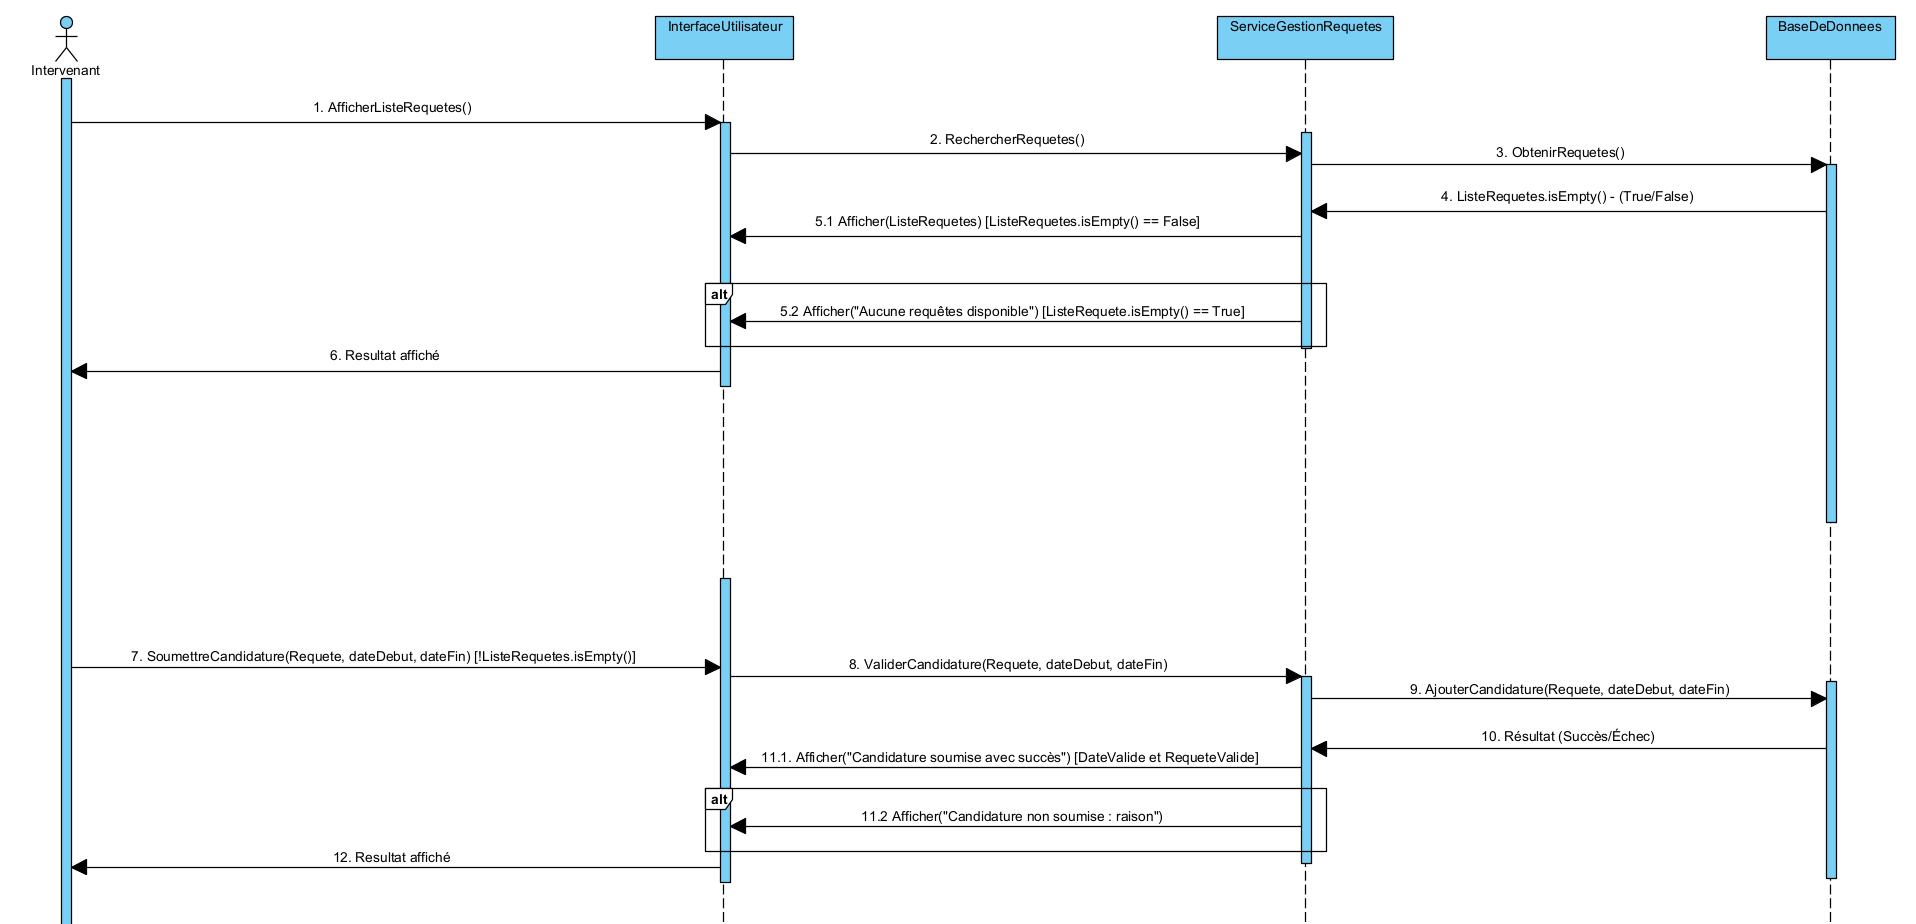 InterfaceUtilisateur
ServiceGestionRequetes
BaseDeDonnees
Intervenant
1. AfficherListeRequetes()
2. RechercherRequetes()
3. ObtenirRequetes()
4. ListeRequetes.isEmpty() - (True/False)
5.1 Afficher(ListeRequetes) [ListeRequetes.isEmpty() == False]
alt
5.2 Afficher("Aucune requêtes disponible") [ListeRequete.isEmpty() == True]
6. Resultat affiché
7. SoumettreCandidature(Requete, dateDebut, dateFin) [!ListeRequetes.isEmpty()]
8. ValiderCandidature(Requete, dateDebut, dateFin)
9. AjouterCandidature(Requete, dateDebut, dateFin)
10. Résultat (Succès/Échec)
11.1. Afficher("Candidature soumise avec succès") [DateValide et RequeteValide]
alt
11.2 Afficher("Candidature non soumise : raison")
12. Resultat affiché